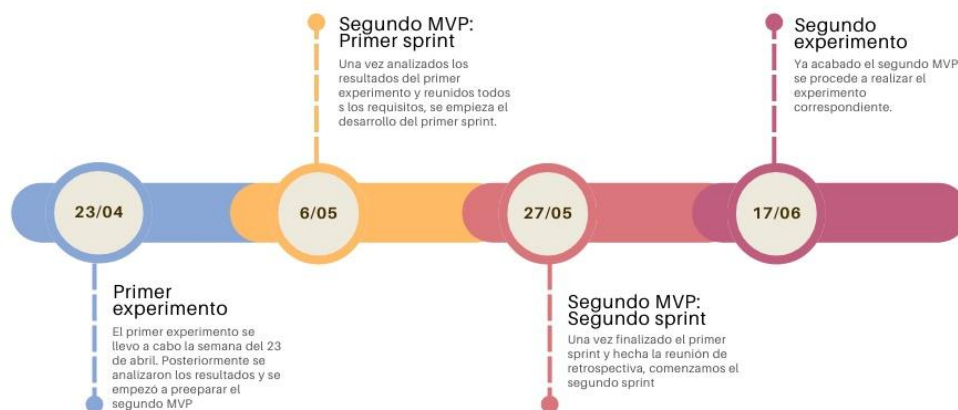 Segundo MVP:
Primer sprint
Una vez analizados los
resultados del primer
experimento y reunidos todos
s los requisitos, se empieza el
desarrollo del primer sprint.
Segundo
experimento
Ya acabado el segundo MVP
se procede a realizar el
experimento
correspondiente.
23/04
6/05
27/05
17/06
Primer
experimento
El primer experimento se
llevo a cabo la semana del 23
de abril. Posteriormente se
analizaron los resultados y se
empezó a preeparar el
segundo MVP
Segundo MVP:
Segundo sprint
Una vez finalizado el primer
sprint y hecha la reunión de
retrospectiva, comenzamos el
segundo sprint